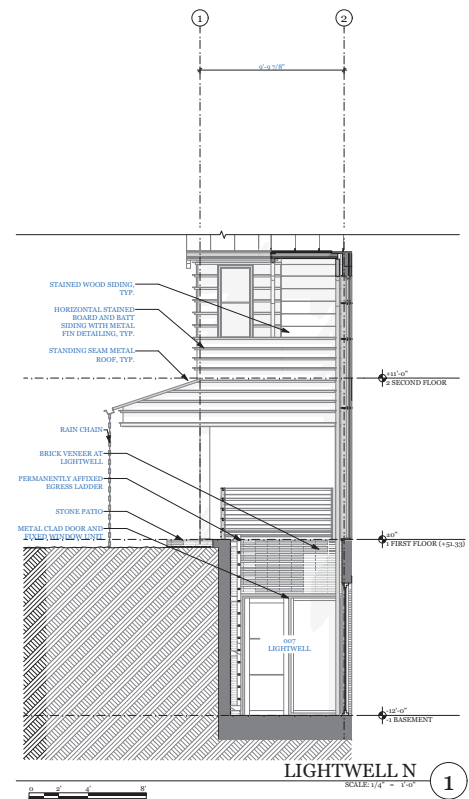 1
2
9'-9 7/8"
STAINED WOOD SIDING,
TYP.
HORIZONTAL STAINED
BOARD AND BATT
SIDING WITH METAL
FIN DETAILING, TYP.
STANDING SEAM METAL
ROOF, TYP.
+11'-0"
2 SECOND FLOOR
RAIN CHAIN
BRICK VENEER AT
LIGHTWELL
PERMANENTLY AFFIXED
EGRESS LADDER
STONE PATIO
METAL CLAD DOOR AND
FIXED WINDOW UNIT
±0"
1 FIRST FLOOR (+51.33)
007
LIGHTWELL
-12'-0"
-1 BASEMENT
LIGHTWELL N
SCALE: 1/4" = 1'-0"
1
0 2' 4' 8'